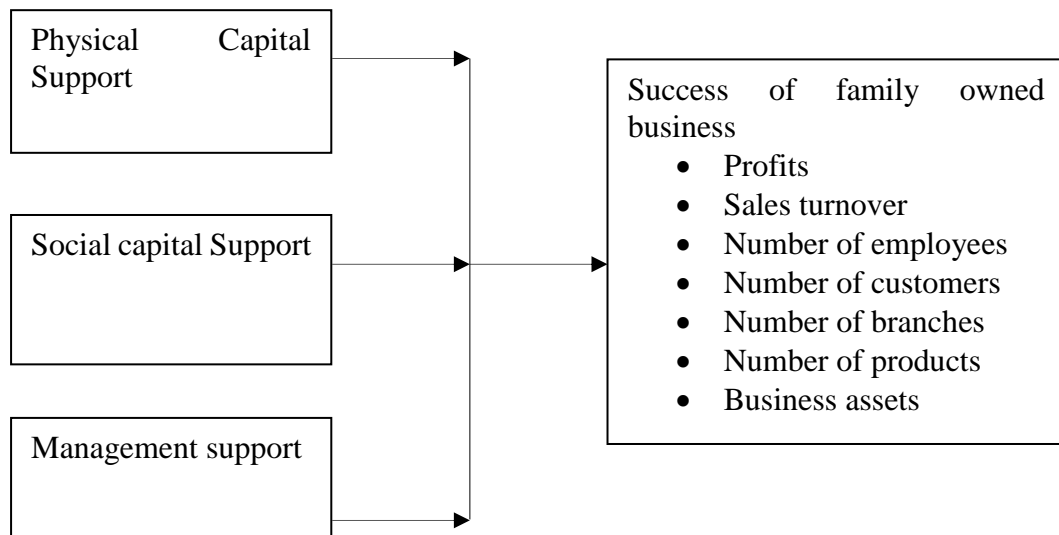 Physical Capital
Support
Social capital Support
Management support
Success of family owned
business
• Profits
• Sales turnover
• Number of employees
• Number of customers
• Number of branches
• Number of products
• Business assets